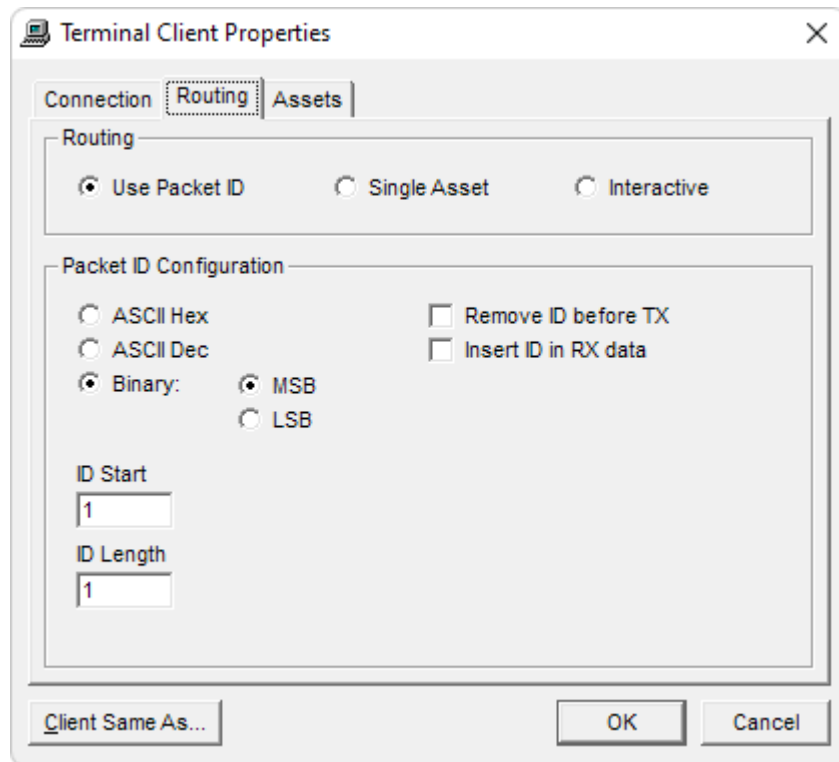 Terminal Client Properties
Connection Routing Assets
Routing
Use Packet ID Single Asset Interactive
Packet ID Configuration
ASCII Hex Remove ID before TX
ASCII Dec Insert ID in RX data
Binary: MSB
LSB
ID Start
1
ID Length
1
Client Same As... OK Cancel